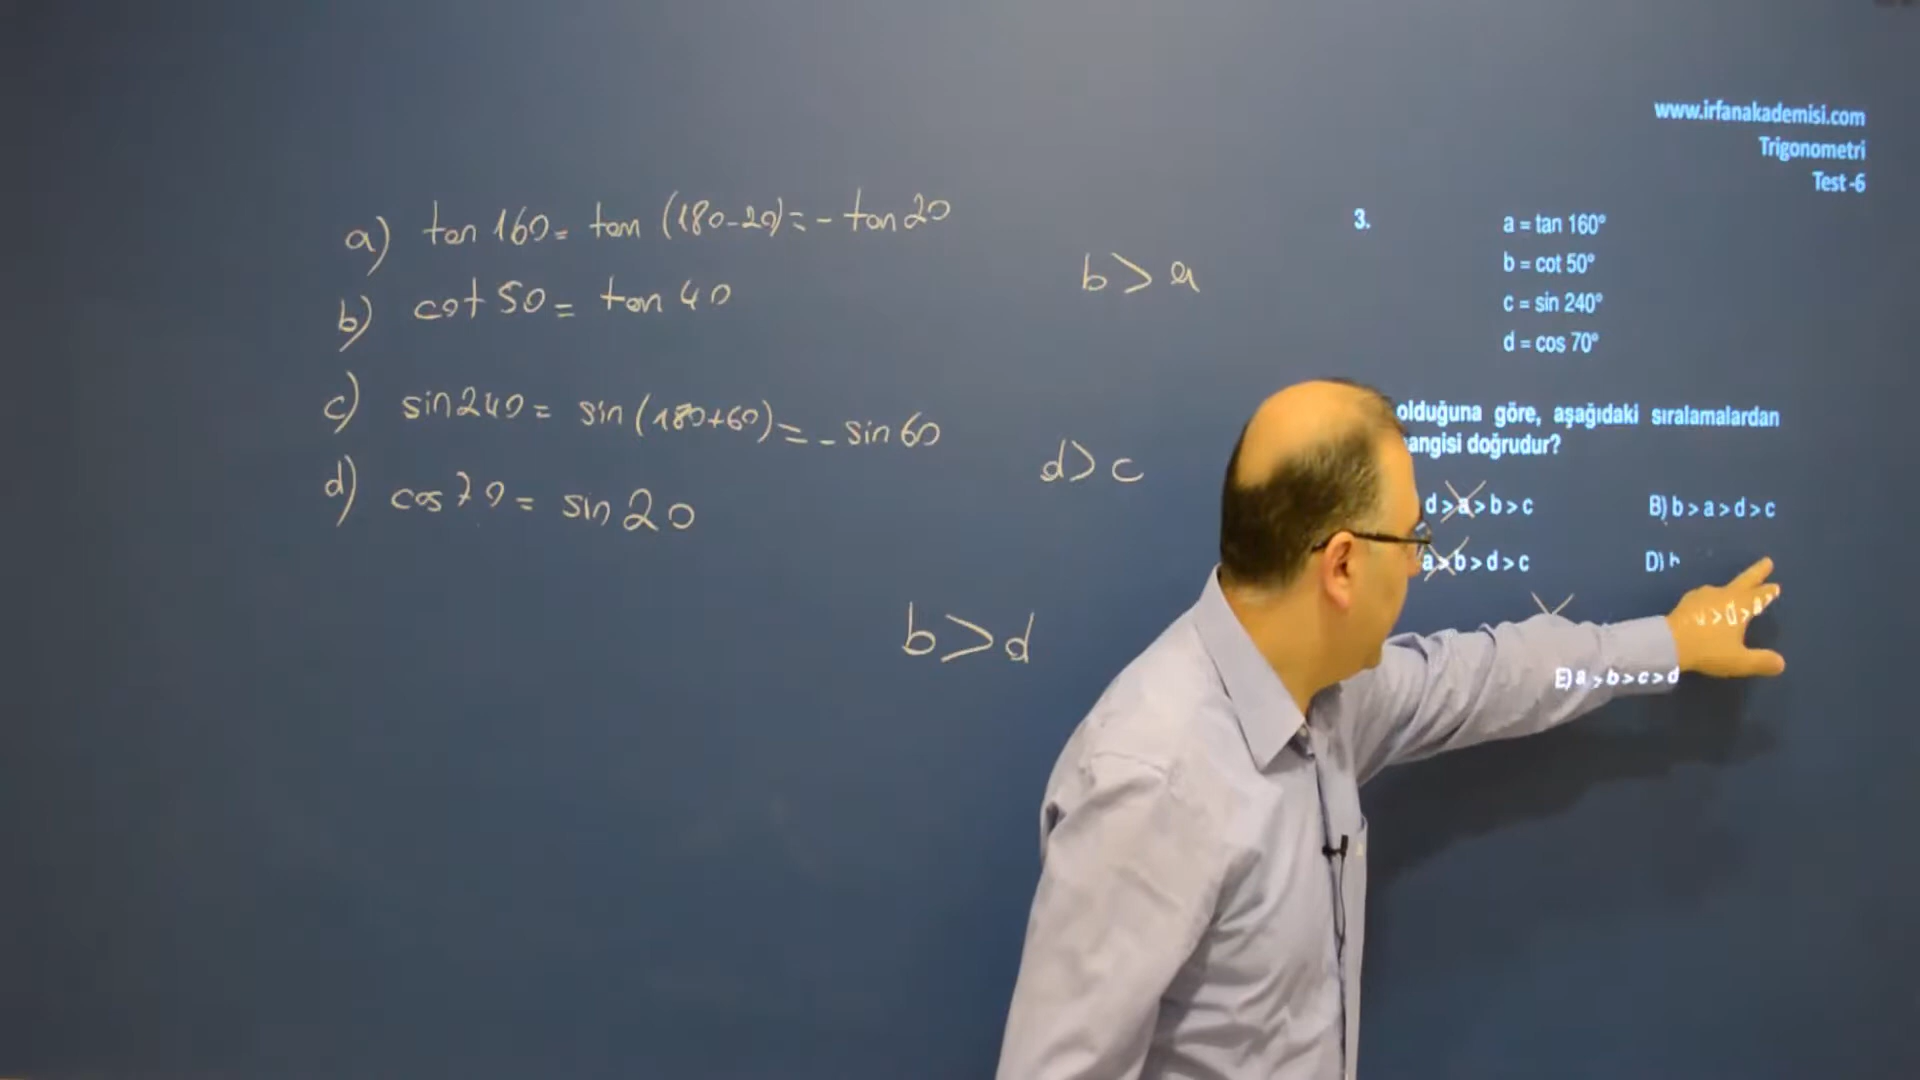 www.irfanakademisi.com
Trigonometri
Test -6
a) tan 160 = tan (180-20) = - tan 20
b) cot 50 = tan 40
b > a
c) sin 240 = sin (180+60) = - sin 60
d > c
d) cos 70 = sin 20
b > d
3.
a = tan 160°
b = cot 50°
c = sin 240°
d = cos 70°
olduğuna göre, aşağıdaki sıralamalardan
angisi doğrudur?
d > a > b > c
B) b > a > d > c
a > b > d > c
D) b
> d >
E) a > b > c > d